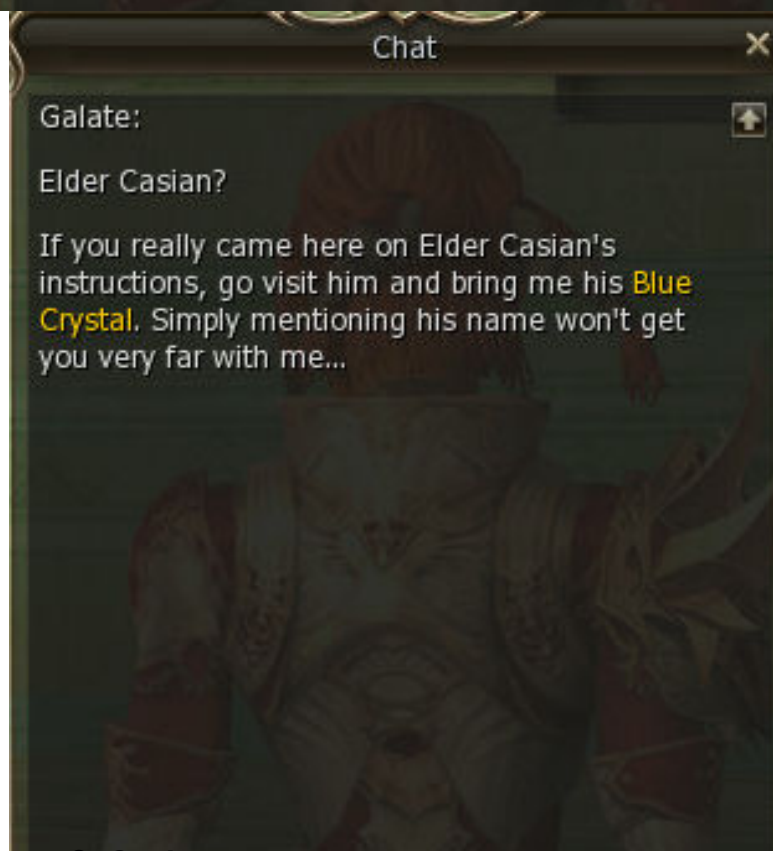 Chat
Galate:
Elder Casian?
If you really came here on Elder Casian's
instructions, go visit him and bring me his Blue
Crystal. Simply mentioning his name won't get
you very far with me...